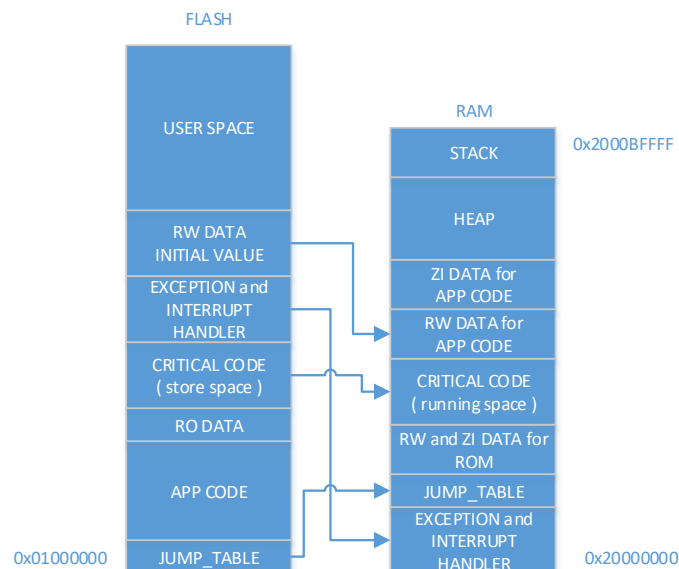 FLASH
USER SPACE
RW DATA
INITIAL VALUE
EXCEPTION and
INTERRUPT
HANDLER
CRITICAL CODE
( store space )
RO DATA
APP CODE
0x01000000
JUMP_TABLE
RAM
STACK
0x2000BFFFF
HEAP
ZI DATA for
APP CODE
RW DATA for
APP CODE
CRITICAL CODE
( running space )
RW and ZI DATA for
ROM
JUMP_TABLE
EXCEPTION and
INTERRUPT
HANDLER
0x20000000